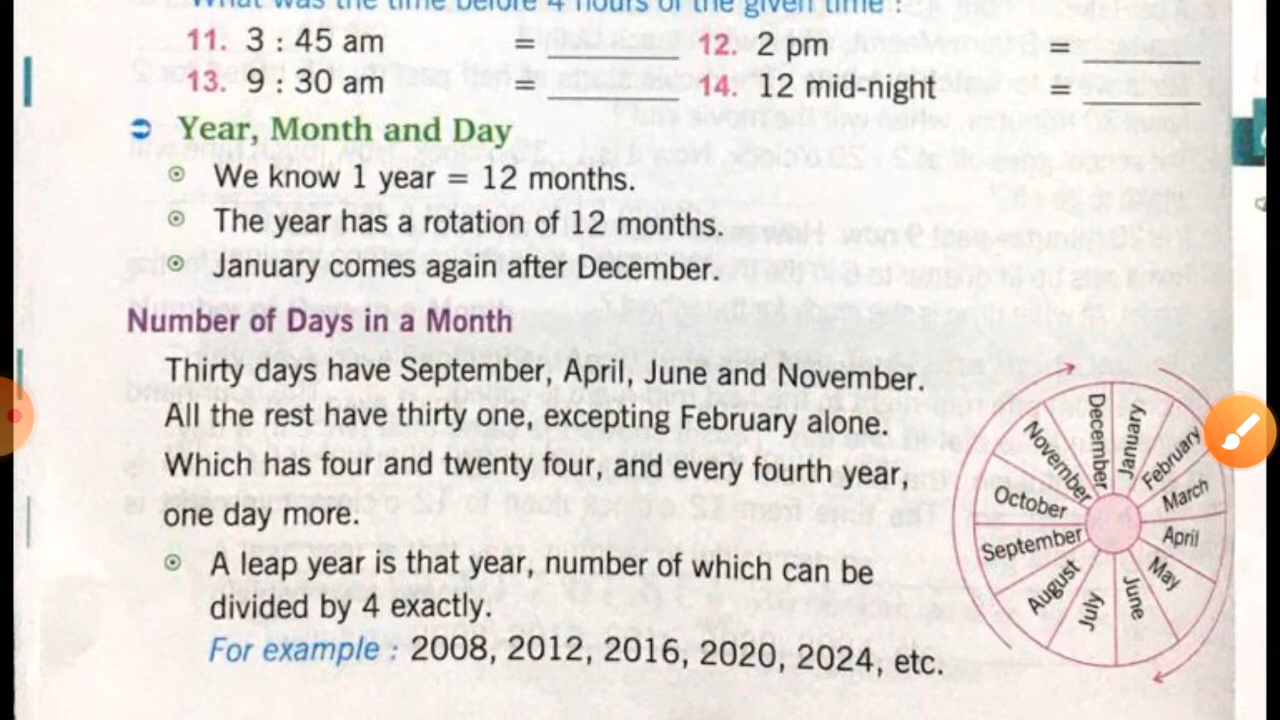 What was the time before 4 hours of the given time :
11. 3 : 45 am = ________ 12. 2 pm = ________
13. 9 : 30 am = ________ 14. 12 mid-night = ________
Year, Month and Day
We know 1 year = 12 months.
The year has a rotation of 12 months.
January comes again after December.
Number of Days in a Month
Thirty days have September, April, June and November.
All the rest have thirty one, excepting February alone.
Which has four and twenty four, and every fourth year,
one day more.
A leap year is that year, number of which can be
divided by 4 exactly.
For example : 2008, 2012, 2016, 2020, 2024, etc.
January
February
March
April
May
June
July
August
September
October
November
December